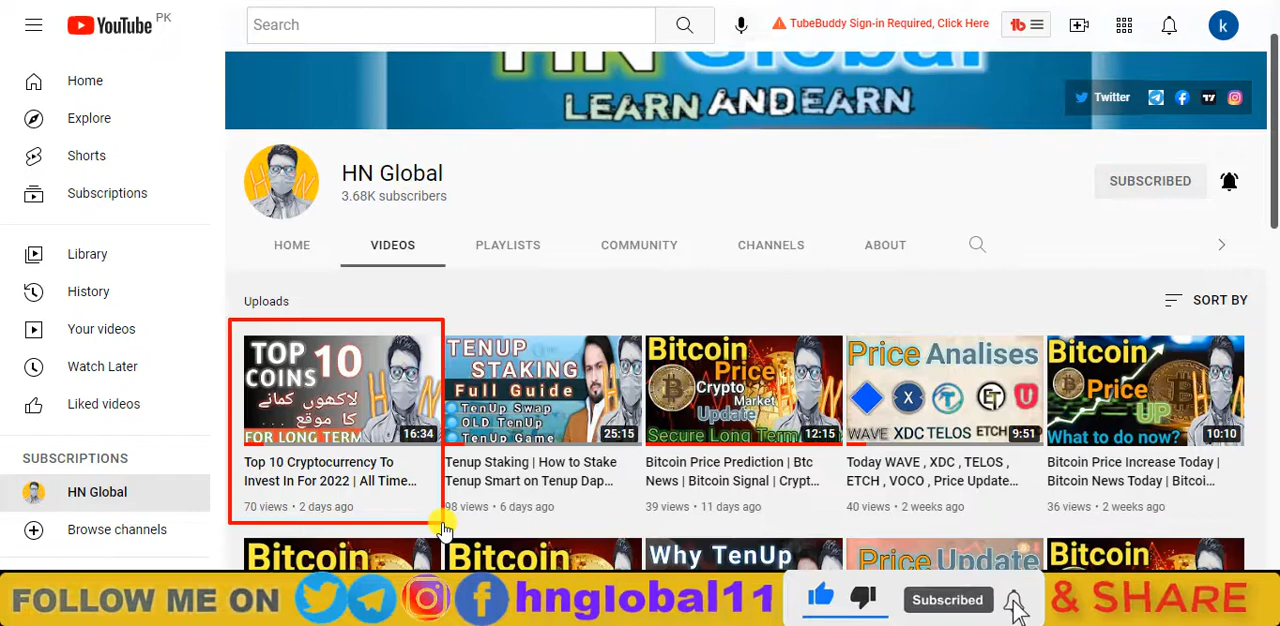 YouTube PK
Search
TubeBuddy Sign-in Required, Click Here
tb
k
Home
Explore
Shorts
Subscriptions
Library
History
Your videos
Watch Later
Liked videos
SUBSCRIPTIONS
HN Global
Browse channels
HN Global
LEARN AND EARN
Twitter
HN
HN Global
3.68K subscribers
SUBSCRIBED
HOME
VIDEOS
PLAYLISTS
COMMUNITY
CHANNELS
ABOUT
Uploads
SORT BY
TOP 10
COINS
لاکھوں کمانے
کا موقع ...
FOR LONG TERM
16:34
Top 10 Cryptocurrency To
Invest In For 2022 | All Time...
70 views • 2 days ago
TENUP
STAKING
Full Guide
TenUp Swap
OLD TenUp
TenUp Game
25:15
Tenup Staking | How to Stake
Tenup Smart on Tenup Dap...
98 views • 6 days ago
Bitcoin
Price
Crypto
Market
Update
Secure Long Term
12:15
Bitcoin Price Prediction | Btc
News | Bitcoin Signal | Crypt...
39 views • 11 days ago
Price Analises
WAVE XDC TELOS ETCH
9:51
Today WAVE , XDC , TELOS ,
ETCH , VOCO , Price Update...
40 views • 2 weeks ago
Bitcoin
Price
UP
What to do now?
10:10
Bitcoin Price Increase Today |
Bitcoin News Today | Bitcoi...
36 views • 2 weeks ago
Bitcoin
Bitcoin
Why TenUp
Price Update
Bitcoin
FOLLOW ME ON
hnglobal11
Subscribed
& SHARE